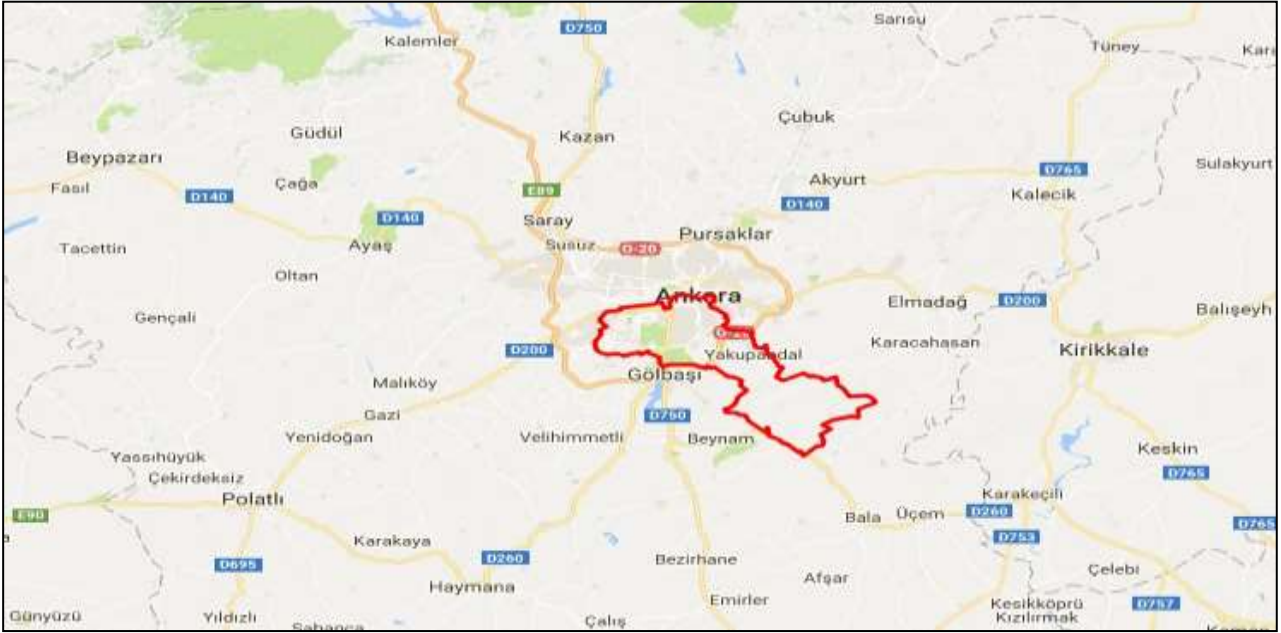 Sarısu
D750
Kalemler
Tüney
Çubuk
Güdül
Kazan
Beypazarı
Sulakyurt
D765
Akyurt
Çağa
Fasıl
D140
E89
Kalecik
D140
D140
Saray
Pursaklar
Susuz
O-20
Tacettin
Ayaş
Oltan
Ankara
Elmadağ
D200
Balışeyh
Gençali
Karacahasan
D200
Yakupabdal
Kirikkale
Gölbaşı
Malıköy
Gazi
D750
Yenidoğan
Velihimmetli
Beynam
Keskin
Yassıhüyük
Çekirdeksiz
D765
Polatlı
Karakeçili
E90
Bala
Üçem
D260
D765
D753
Karakaya
D260
Bezirhane
D695
Çelebi
Afşar
Haymana
Emirler
Kesikköprü
Kızılırmak
D757
Günyüzü
Yıldızlı
Çalış